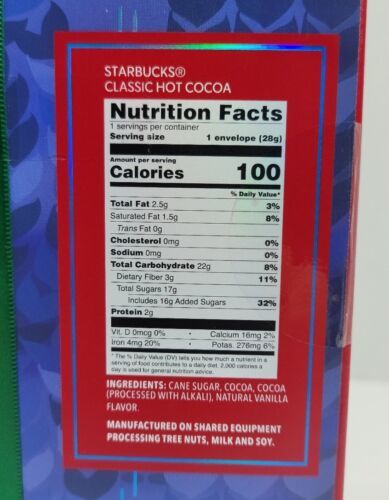 STARBUCKS®
CLASSIC HOT COCOA
Nutrition Facts
1 servings per container
Serving size 1 envelope (28g)
Amount per serving
Calories 100
% Daily Value*
Total Fat 2.5g 3%
Saturated Fat 1.5g 8%
Trans Fat 0g
Cholesterol 0mg 0%
Sodium 0mg 0%
Total Carbohydrate 22g 8%
Dietary Fiber 3g 11%
Total Sugars 17g
Includes 16g Added Sugars 32%
Protein 2g
Vit. D 0mcg 0% • Calcium 16mg 2%
Iron 4mg 20% • Potas. 276mg 6%
* The % Daily Value (DV) tells you how much a nutrient in a
serving of food contributes to a daily diet. 2,000 calories a
day is used for general nutrition advice.
INGREDIENTS: CANE SUGAR, COCOA, COCOA
(PROCESSED WITH ALKALI), NATURAL VANILLA
FLAVOR.
MANUFACTURED ON SHARED EQUIPMENT
PROCESSING TREE NUTS, MILK AND SOY.